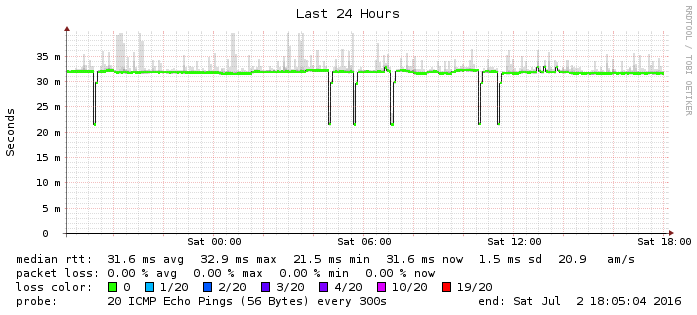 Last 24 Hours
RRDTOOL / TOBI OETIKER
Seconds
35 m
30 m
25 m
20 m
15 m
10 m
5 m
0
Sat 00:00 Sat 06:00 Sat 12:00 Sat 18:00
median rtt: 31.6 ms avg 32.9 ms max 21.5 ms min 31.6 ms now 1.5 ms sd 20.9 am/s
packet loss: 0.00 % avg 0.00 % max 0.00 % min 0.00 % now
loss color: 0 1/20 2/20 3/20 4/20 10/20 19/20
probe: 20 ICMP Echo Pings (56 Bytes) every 300s end: Sat Jul 2 18:05:04 2016